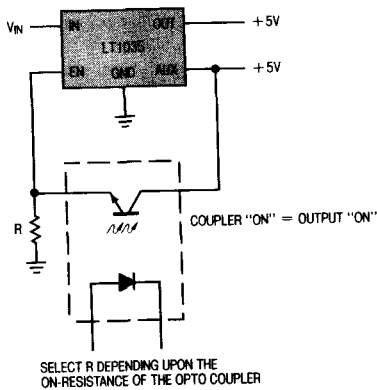 V_IN IN OUT +5V
LT1035
EN GND AUX +5V
R
COUPLER "ON" = OUTPUT "ON"
SELECT R DEPENDING UPON THE
ON-RESISTANCE OF THE OPTO COUPLER